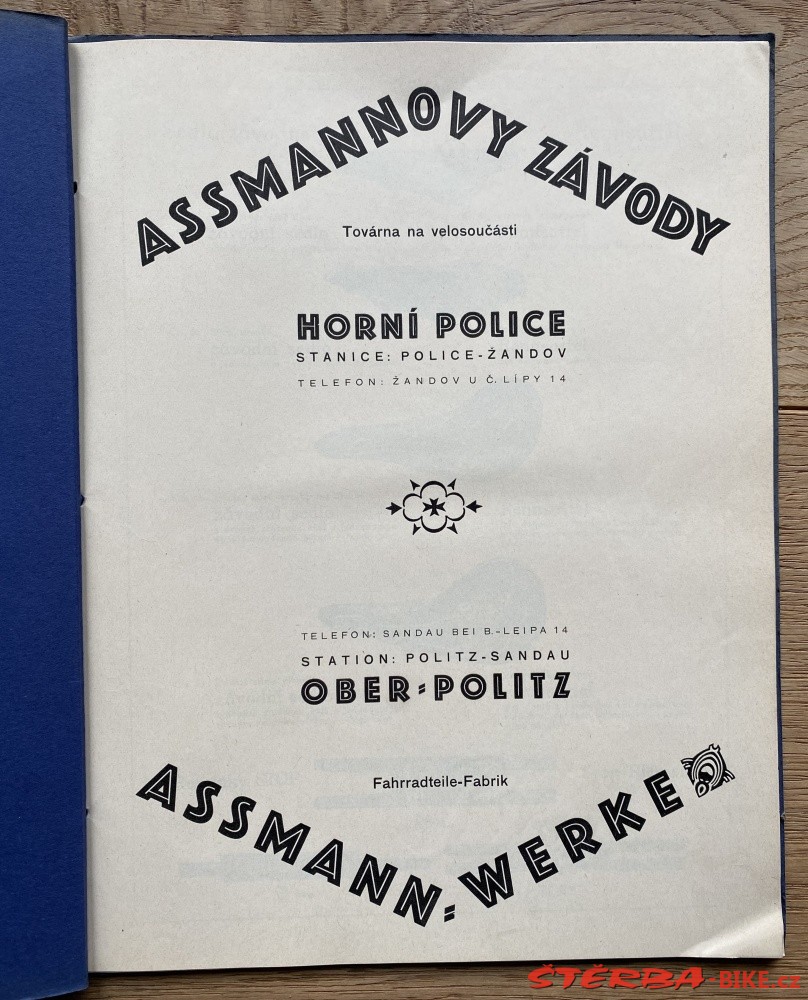 ASSMANNOVY ZÁVODY
Továrna na velosoučásti
HORNÍ POLICE
STANICE: POLICE-ŽANDOV
TELEFON: ŽANDOV U Č. LÍPY 14
TELEFON: SANDAU BEI B.-LEIPA 14
STATION: POLITZ-SANDAU
OBER-POLITZ
Fahrradteile-Fabrik
ASSMANN-WERKE
ŠTĚRBA-BIKE.cz